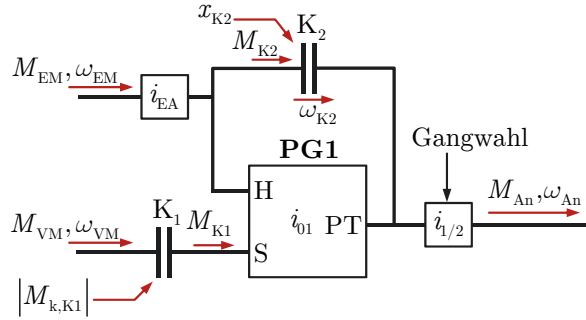 x_K2
K_2
M_K2
M_EM, ω_EM
i_EA
ω_K2
PG1
Gangwahl
H
M_An, ω_An
K_1
M_VM, ω_VM
M_K1
i_01
PT
i_1/2
S
|M_k,K1|